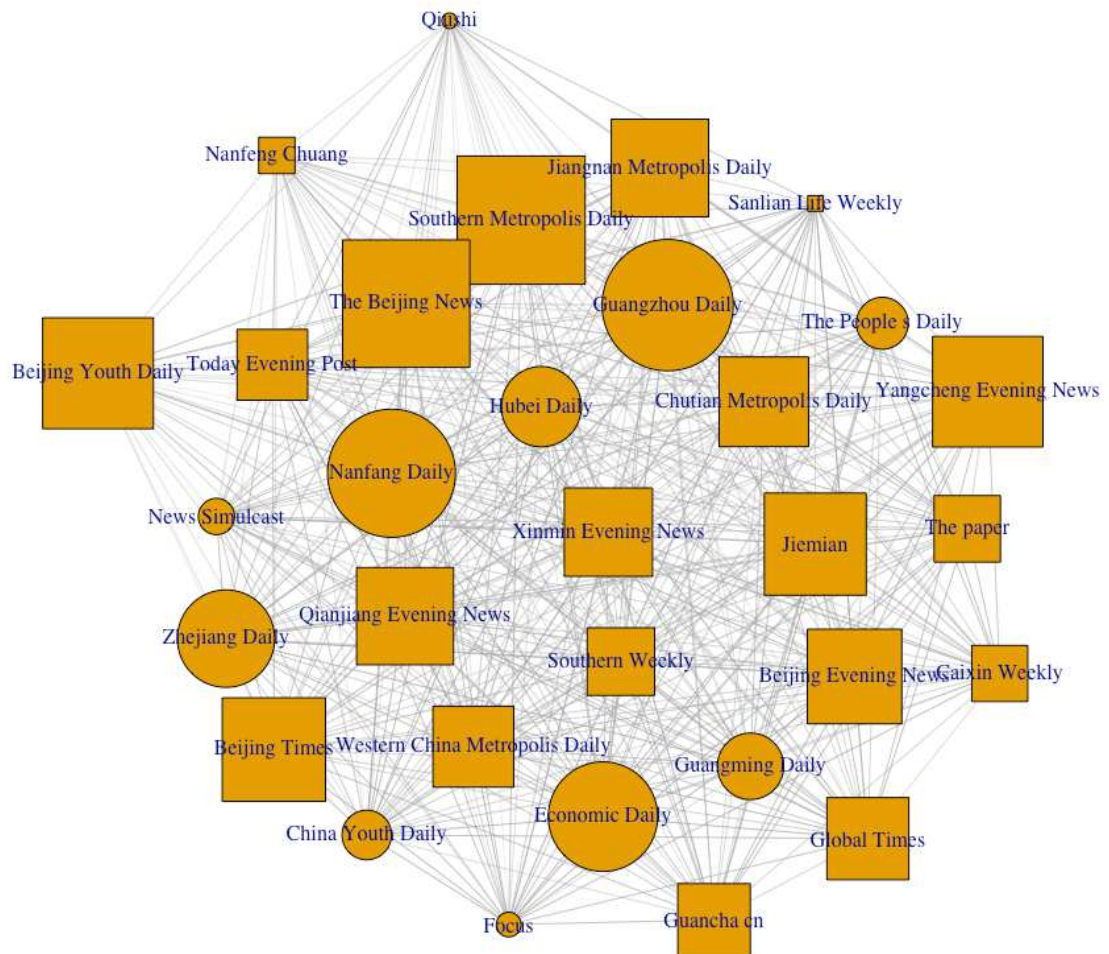 Qiushi
Nanfeng Chuang
Jiangnan Metropolis Daily
Sanlian Life Weekly
Southern Metropolis Daily
The Beijing News
Guangzhou Daily
The People s Daily
Beijing Youth Daily
Today Evening Post
Yangcheng Evening News
Hubei Daily
Chutian Metropolis Daily
Nanfang Daily
News Simulcast
Xinmin Evening News
The paper
Jiemian
Qianjiang Evening News
Zhejiang Daily
Southern Weekly
Beijing Evening News
Caixin Weekly
Beijing Times
Western China Metropolis Daily
Guangming Daily
Economic Daily
China Youth Daily
Global Times
Focus
Guancha cn